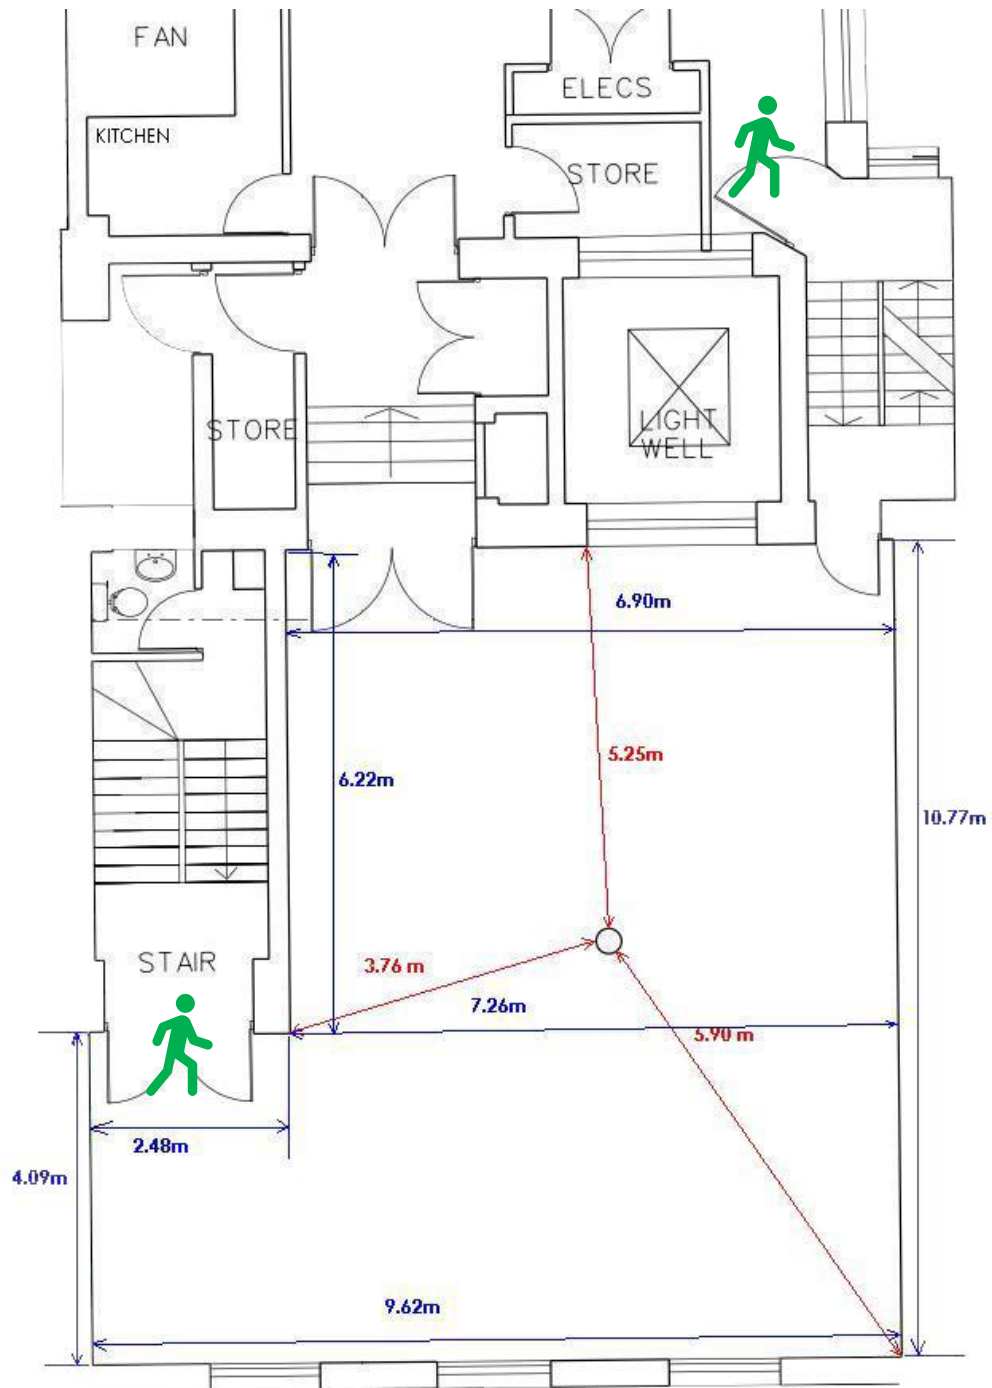 FAN
ELECS
KITCHEN
STORE
STORE
LIGHT
WELL
6.90m
5.25m
6.22m
10.77m
STAIR
3.76 m
7.26m
5.90 m
2.48m
4.09m
9.62m